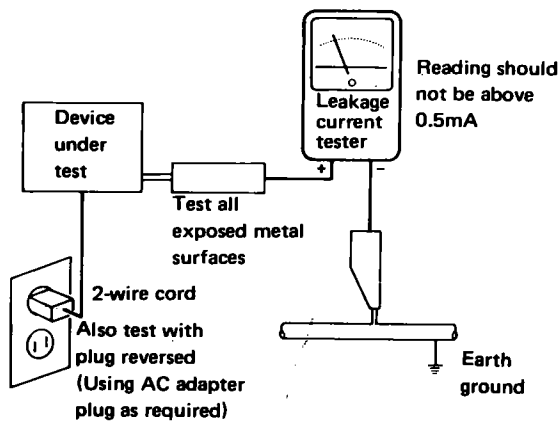 Device
under
test
Leakage
current
tester
+
−
Reading should
not be above
0.5mA
Test all
exposed metal
surfaces
2-wire cord
Also test with
plug reversed
(Using AC adapter
plug as required)
Earth
ground